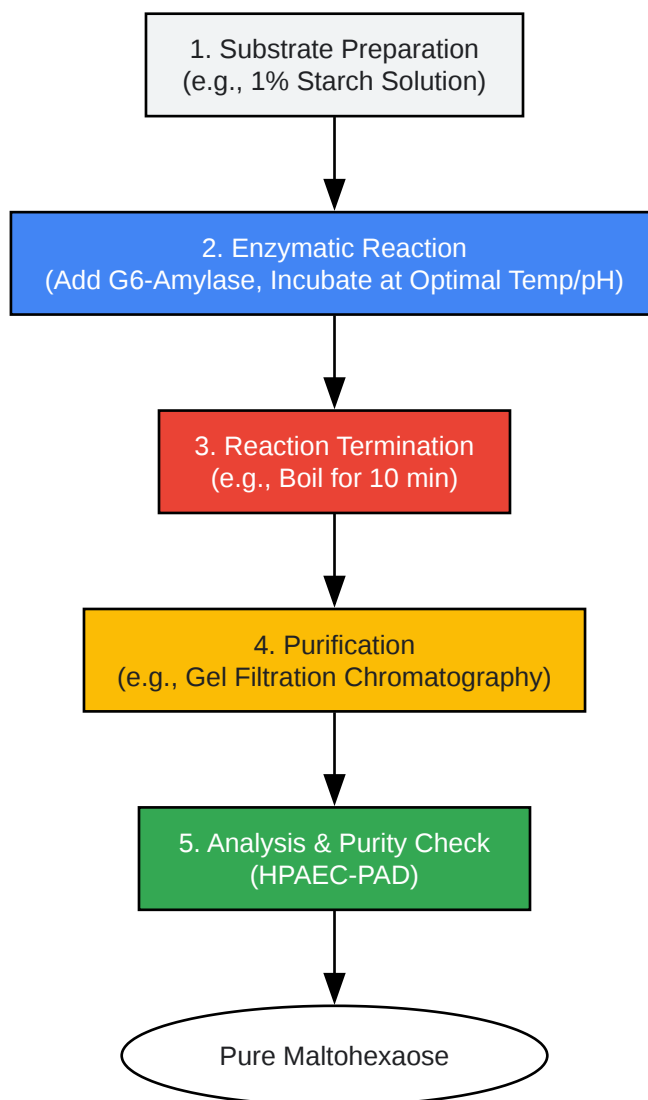 1. Substrate Preparation
(e.g., 1% Starch Solution)
2. Enzymatic Reaction
(Add G6-Amylase, Incubate at Optimal Temp/pH)
3. Reaction Termination
(e.g., Boil for 10 min)
4. Purification
(e.g., Gel Filtration Chromatography)
5. Analysis & Purity Check
(HPAEC-PAD)
Pure Maltohexaose